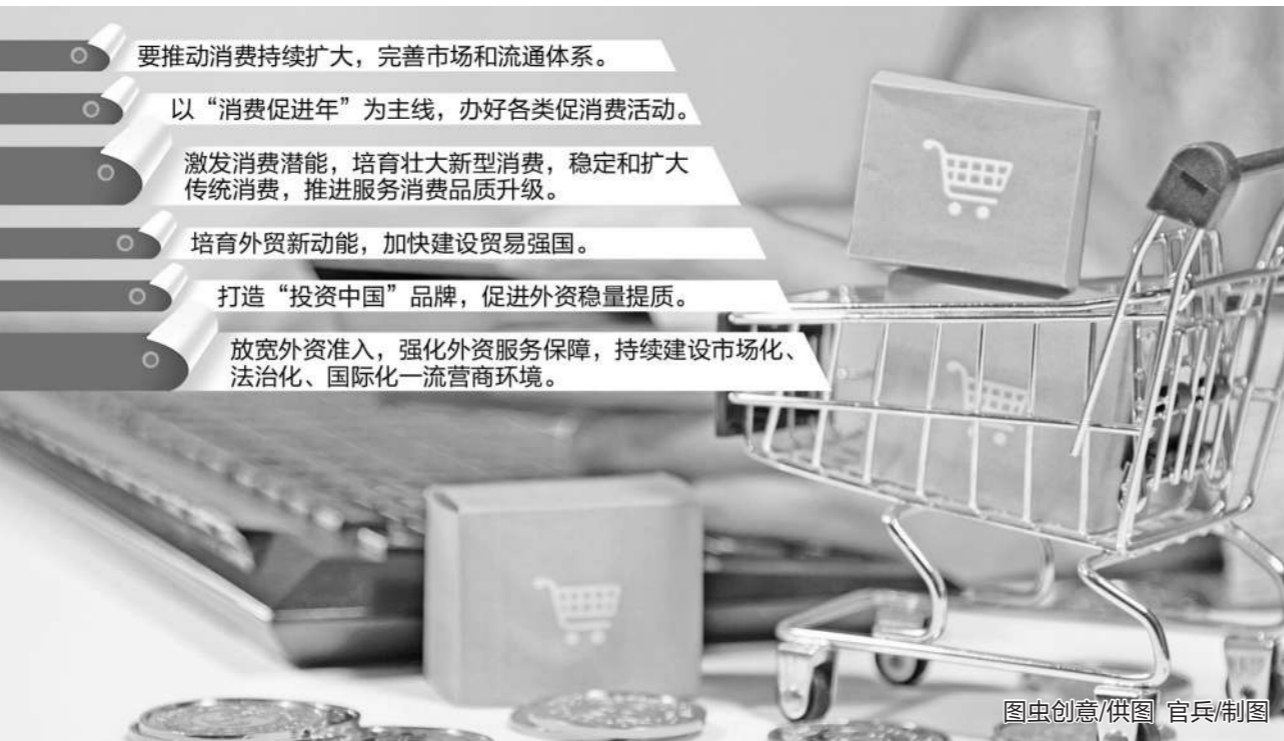 要推动消费持续扩大，完善市场和流通体系。
以“消费促进年”为主线，办好各类促消费活动。
激发消费潜能，培育壮大新型消费，稳定和扩大
传统消费，推进服务消费品质升级。
培育外贸新动能，加快建设贸易强国。
打造“投资中国”品牌，促进外资稳量提质。
放宽外资准入，强化外资服务保障，持续建设市场化、
法治化、国际化一流营商环境。
图虫创意/供图 官兵/制图